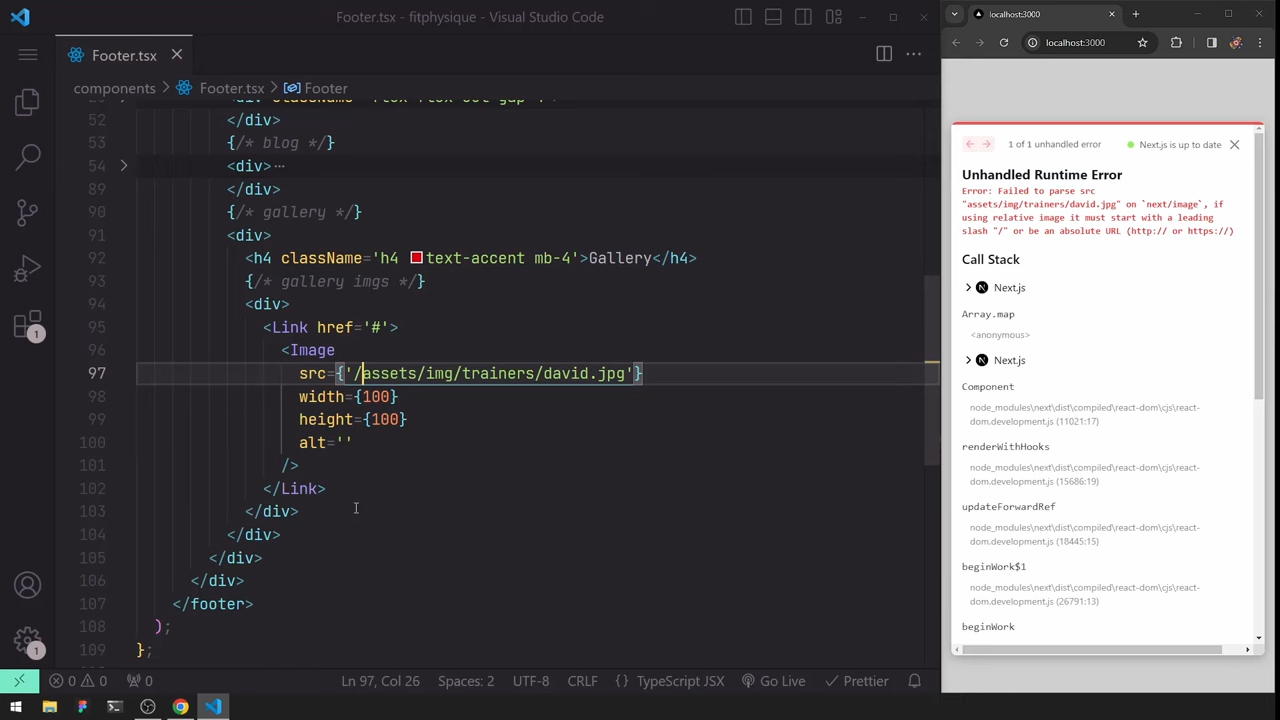 Footer.tsx - fitphysique - Visual Studio Code
Footer.tsx
components > Footer.tsx > Footer
52 </div>
53 {/* blog */}
54 <div>···
89 </div>
90 {/* gallery */}
91 <div>
92 <h4 className='h4 text-accent mb-4'>Gallery</h4>
93 {/* gallery imgs */}
94 <div>
95 <Link href='#'>
96 <Image
97 src={'/assets/img/trainers/david.jpg'}
98 width={100}
99 height={100}
100 alt=''
101 />
102 </Link>
103 </div>
104 </div>
105 </div>
106 </div>
107 </footer>
108 );
109 };
1
1
0 0 0
Ln 97, Col 26
Spaces: 2
UTF-8
CRLF
{} TypeScript JSX
Go Live
Prettier
localhost:3000
localhost:3000
1 of 1 unhandled error
Next.js is up to date
Unhandled Runtime Error
Error: Failed to parse src
"assets/img/trainers/david.jpg" on `next/image`, if
using relative image it must start with a leading
slash "/" or be an absolute URL (http:// or https://)
Call Stack
N Next.js
Array.map
<anonymous>
N Next.js
Component
node_modules\next\dist\compiled\react-dom\cjs\react-
dom.development.js (11021:17)
renderWithHooks
node_modules\next\dist\compiled\react-dom\cjs\react-
dom.development.js (15686:19)
updateForwardRef
node_modules\next\dist\compiled\react-dom\cjs\react-
dom.development.js (18445:15)
beginWork$1
node_modules\next\dist\compiled\react-dom\cjs\react-
dom.development.js (26791:13)
beginWork